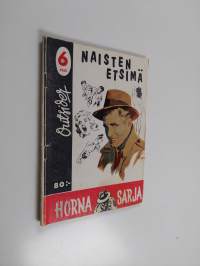 6
NAISTEN
ETSIMÄ
Outsider
80:-
HORNA SARJA